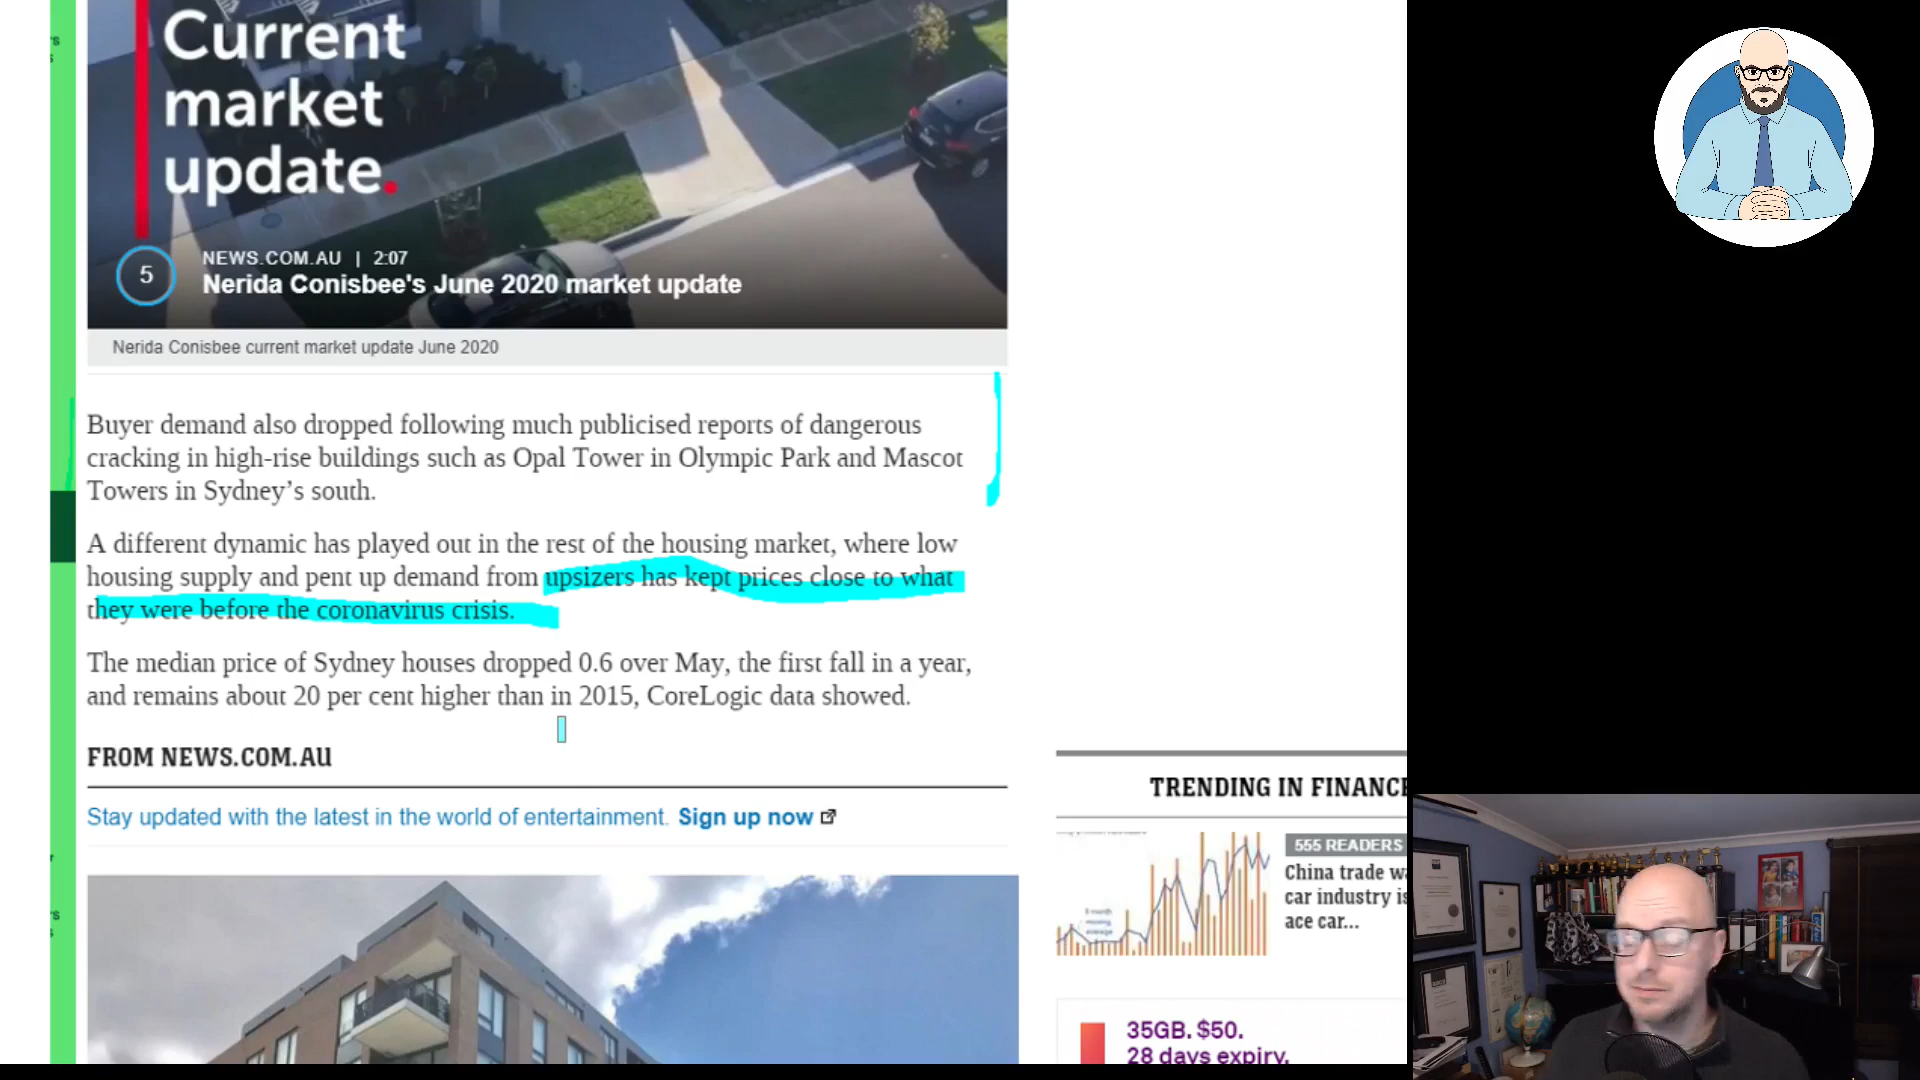 Current
market
update.
5
NEWS.COM.AU | 2:07
Nerida Conisbee's June 2020 market update
Nerida Conisbee current market update June 2020
Buyer demand also dropped following much publicised reports of dangerous
cracking in high-rise buildings such as Opal Tower in Olympic Park and Mascot
Towers in Sydney’s south.
A different dynamic has played out in the rest of the housing market, where low
housing supply and pent up demand from upsizers has kept prices close to what
they were before the coronavirus crisis.
The median price of Sydney houses dropped 0.6 over May, the first fall in a year,
and remains about 20 per cent higher than in 2015, CoreLogic data showed.
FROM NEWS.COM.AU
Stay updated with the latest in the world of entertainment. Sign up now
TRENDING IN FINANCE
555 READERS
China trade wa
car industry is
ace car...
35GB. $50.
28 days expiry.